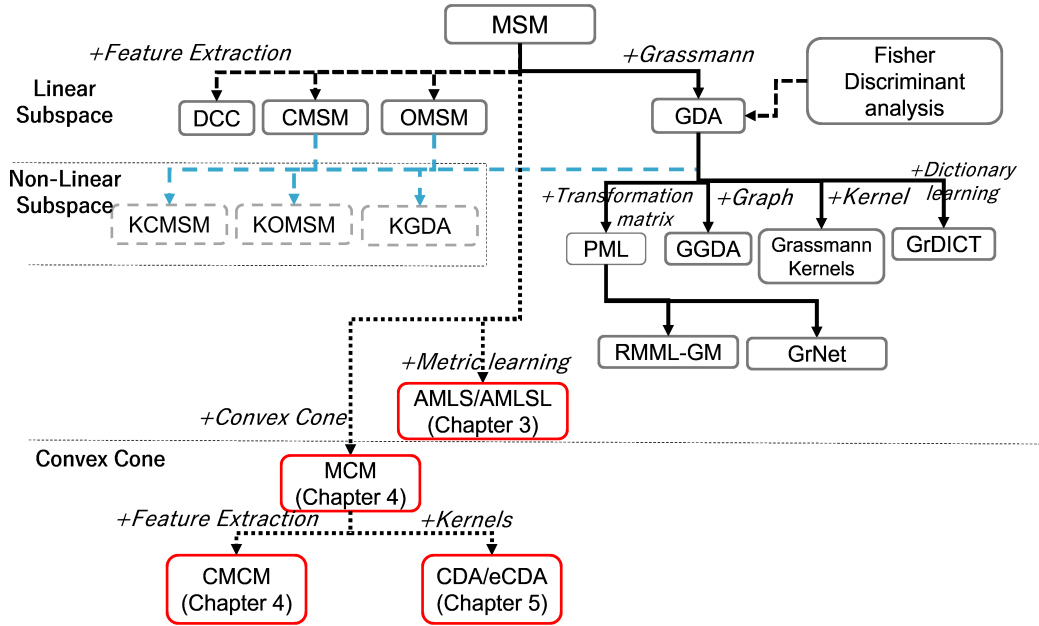 MSM
+Feature Extraction
+Grassmann
Fisher
Discriminant
analysis
Linear
Subspace
DCC
CMSM
OMSM
GDA
Non-Linear
Subspace
KCMSM
KOMSM
KGDA
+Transformation
matrix
+Graph
+Kernel
+Dictionary
learning
PML
GGDA
Grassmann
Kernels
GrDICT
RMML-GM
GrNet
+Metric learning
AMLS/AMLSL
(Chapter 3)
+Convex Cone
Convex Cone
MCM
(Chapter 4)
+Feature Extraction
+Kernels
CMCM
(Chapter 4)
CDA/eCDA
(Chapter 5)